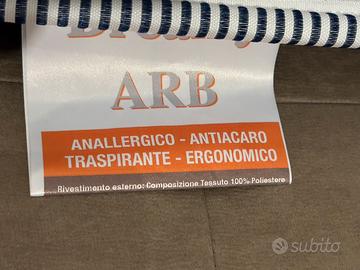 ARB
ANALLERGICO - ANTIACARO
TRASPIRANTE - ERGONOMICO
Rivestimento esterno: Composizione Tessuto 100% Poliestere
subito